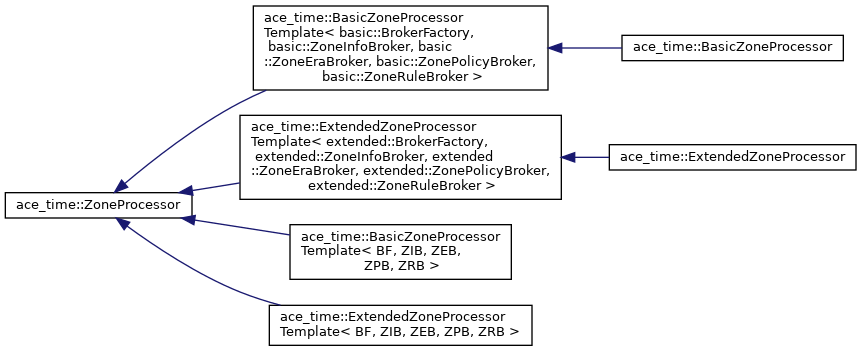 ace_time::BasicZoneProcessor
Template< basic::BrokerFactory,
basic::ZoneInfoBroker, basic
::ZoneEraBroker, basic::ZonePolicyBroker,
basic::ZoneRuleBroker >
ace_time::BasicZoneProcessor
ace_time::ExtendedZoneProcessor
Template< extended::BrokerFactory,
extended::ZoneInfoBroker, extended
::ZoneEraBroker, extended::ZonePolicyBroker,
extended::ZoneRuleBroker >
ace_time::ExtendedZoneProcessor
ace_time::ZoneProcessor
ace_time::BasicZoneProcessor
Template< BF, ZIB, ZEB,
ZPB, ZRB >
ace_time::ExtendedZoneProcessor
Template< BF, ZIB, ZEB, ZPB, ZRB >